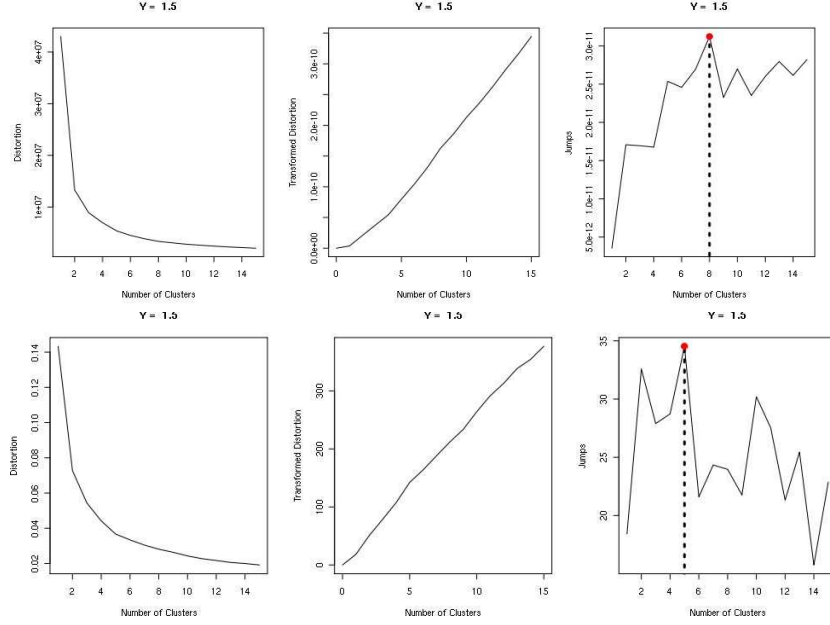 Y = 1.5
Distortion
4e+07
3e+07
2e+07
1e+07
2 4 6 8 10 12 14
Number of Clusters
Y = 1.5
Transformed Distortion
3.0e-10
2.0e-10
1.0e-10
0.0e+00
0 5 10 15
Number of Clusters
Y = 1.5
Jumps
3.0e-11
2.5e-11
2.0e-11
1.5e-11
1.0e-11
5.0e-12
2 4 6 8 10 12 14
Number of Clusters
Y = 1.5
Distortion
0.14
0.12
0.10
0.08
0.06
0.04
0.02
2 4 6 8 10 12 14
Number of Clusters
Y = 1.5
Transformed Distortion
300
200
100
0
0 5 10 15
Number of Clusters
Y = 1.5
Jumps
35
30
25
20
2 4 6 8 10 12 14
Number of Clusters